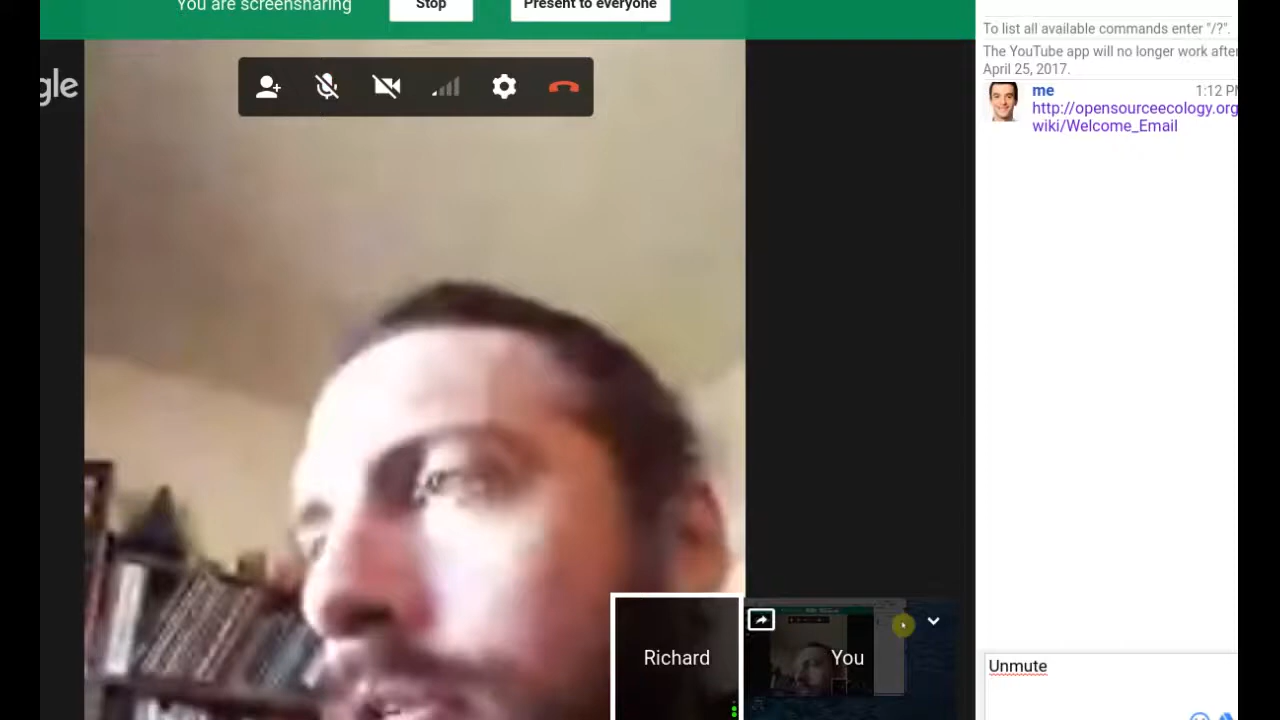 You are screensharing
Stop
Present to everyone
gle
To list all available commands enter "/?".
The YouTube app will no longer work after
April 25, 2017.
me
1:12 PM
http://opensourceecology.org
wiki/Welcome_Email
Richard
You
Unmute